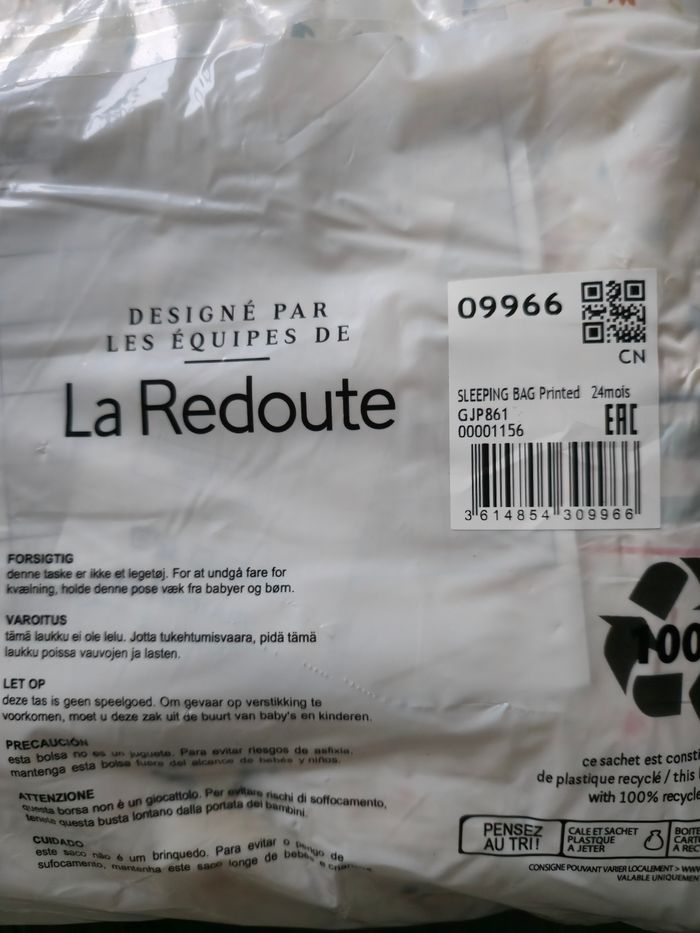 DESIGNÉ PAR
LES ÉQUIPES DE
La Redoute
09966
CN
SLEEPING BAG Printed 24mois
GJP861
00001156
EAC
3 614854 309966
FORSIGTIG
denne taske er ikke et legetøj. For at undgå fare for
kvælning, holde denne pose væk fra babyer og børn.
VAROITUS
tämä laukku ei ole lelu. Jotta tukehtumisvaara, pidä tämä
laukku poissa vauvojen ja lasten.
LET OP
deze tas is geen speelgoed. Om gevaar op verstikking te
voorkomen, moet u deze zak uit de buurt van baby's en kinderen.
PRECAUCIÓN
esta bolsa no es un juguete. Para evitar riesgos de asfixia,
mantenga esta bolsa fuera del alcance de bebés y niños.
ATTENZIONE
questa borsa non è un giocattolo. Per evitare rischi di soffocamento,
tenete questa busta lontano dalla portata dei bambini.
CUIDADO
este saco não é um brinquedo. Para evitar o perigo de
sufocamento, mantenha este saco longe de bebês e
100
ce sachet est consti
de plastique recyclé / this
with 100% recycle
PENSEZ
AU TRI!
CALE ET SACHET
PLASTIQUE
A JETER
BOITE
CART
A REC
CONSIGNE POUVANT VARIER LOCALEMENT > WWW
VALABLE UNIQUEMEN